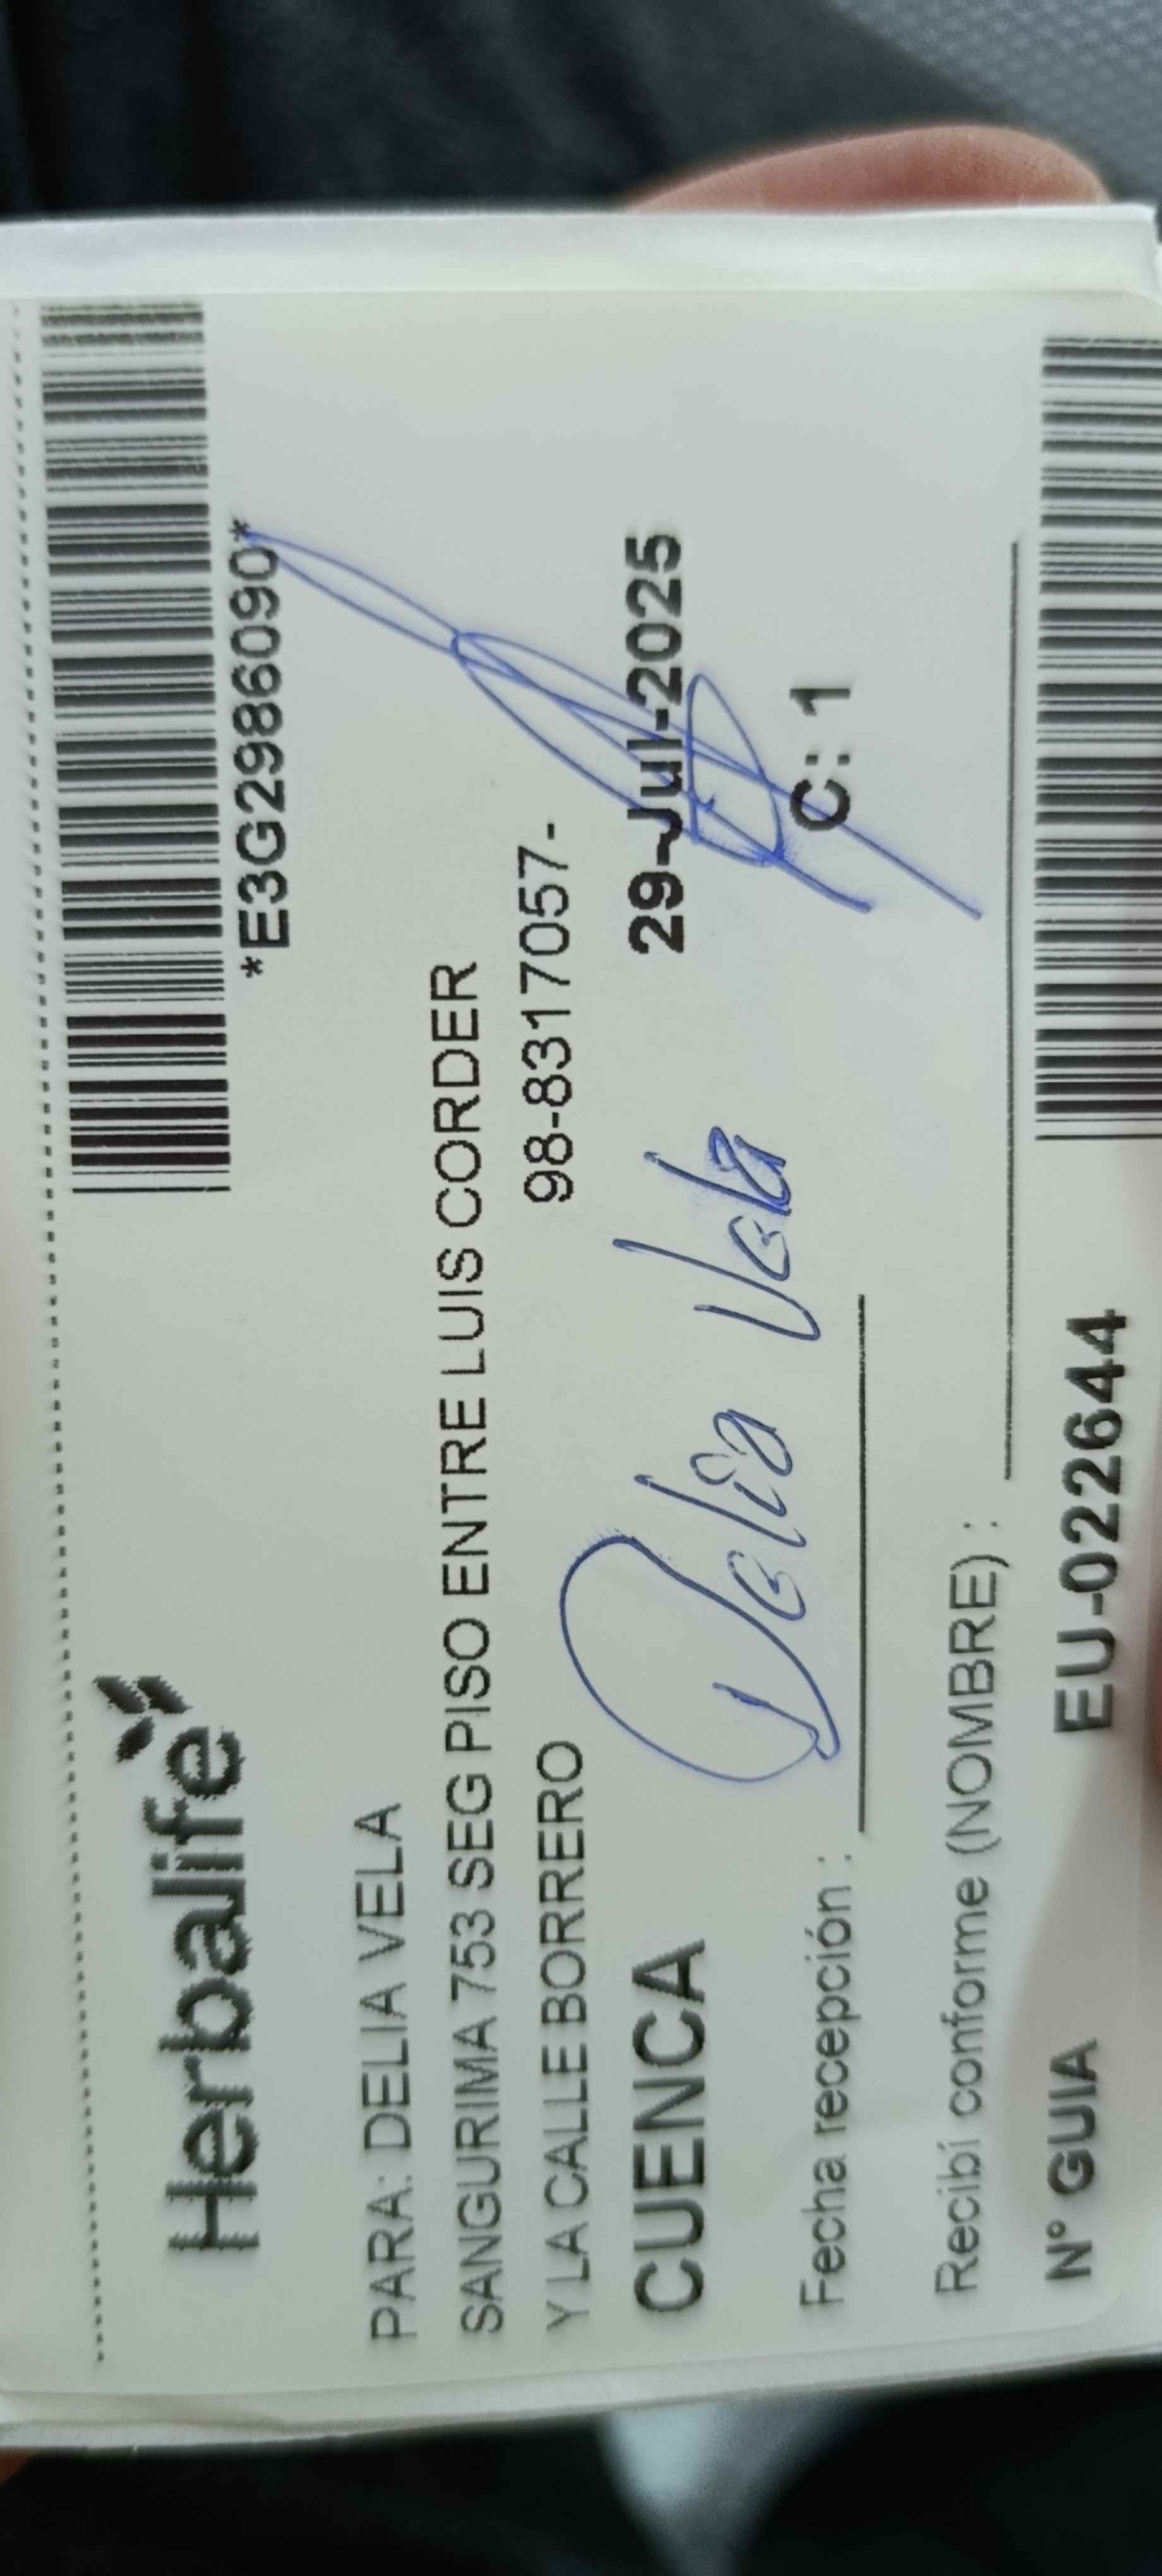 Herbalife
*E3G2986090*
PARA: DELIA VELA
SANGURIMA 753 SEG PISO ENTRE LUIS CORDER
Y LA CALLE BORRERO 98-8317057-
CUENCA 29-Jul-2025
Delia Vela
Fecha recepción : C: 1
Recibí conforme (NOMBRE) :
N° GUIA EU-022644